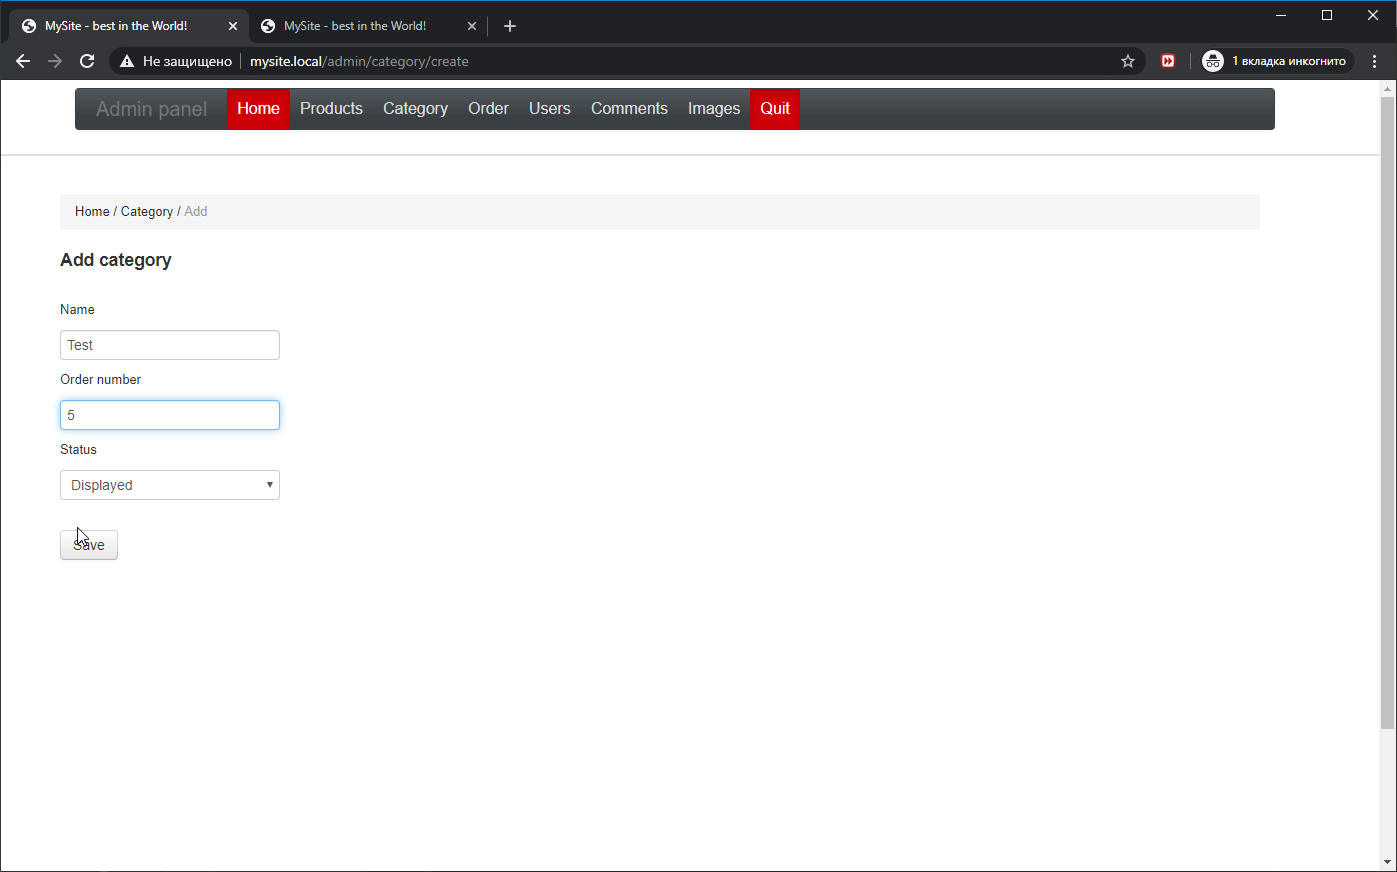 MySite - best in the World!
MySite - best in the World!
Не защищено
mysite.local/admin/category/create
1 вкладка инкогнито
Admin panel
Home
Products
Category
Order
Users
Comments
Images
Quit
Home / Category / Add
Add category
Name
Test
Order number
5
Status
Displayed
Save